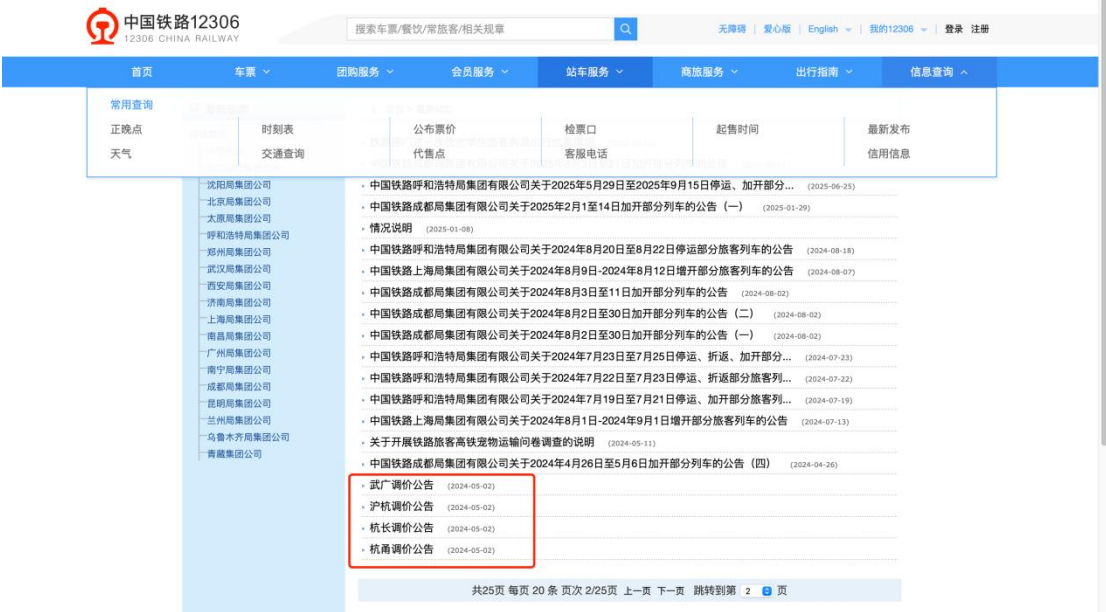 中国铁路12306
12306 CHINA RAILWAY
搜索车票/餐饮/常旅客/相关规章
无障碍 | 爱心版 | English | 我的12306 | 登录 注册
首页 车票 团购服务 会员服务 站车服务 商旅服务 出行指南 信息查询
常用查询
正晚点 时刻表 公布票价 检票口 起售时间 最新发布
天气 交通查询 代售点 客服电话 信用信息
沈阳局集团公司
北京局集团公司
太原局集团公司
呼和浩特局集团公司
郑州局集团公司
武汉局集团公司
西安局集团公司
济南局集团公司
上海局集团公司
南昌局集团公司
广州局集团公司
南宁局集团公司
成都局集团公司
昆明局集团公司
兰州局集团公司
乌鲁木齐局集团公司
青藏集团公司
中国铁路呼和浩特局集团有限公司关于2025年5月29日至2025年9月15日停运、加开部分... (2025-06-25)
中国铁路成都局集团有限公司关于2025年2月1至14日加开部分列车的公告（一） (2025-01-29)
情况说明 (2025-01-08)
中国铁路呼和浩特局集团有限公司关于2024年8月20日至8月22日停运部分旅客列车的公告 (2024-08-18)
中国铁路上海局集团有限公司关于2024年8月9日-2024年8月12日增开部分旅客列车的公告 (2024-08-07)
中国铁路成都局集团有限公司关于2024年8月3日至11日加开部分列车的公告 (2024-08-02)
中国铁路成都局集团有限公司关于2024年8月2日至30日加开部分列车的公告（二） (2024-08-02)
中国铁路成都局集团有限公司关于2024年8月2日至30日加开部分列车的公告（一） (2024-08-02)
中国铁路呼和浩特局集团有限公司关于2024年7月23日至7月25日停运、折返、加开部分... (2024-07-23)
中国铁路呼和浩特局集团有限公司关于2024年7月22日至7月23日停运、折返部分旅客列... (2024-07-22)
中国铁路呼和浩特局集团有限公司关于2024年7月19日至7月21日停运、加开部分旅客列... (2024-07-19)
中国铁路上海局集团有限公司关于2024年8月1日-2024年9月1日增开部分旅客列车的公告 (2024-07-13)
关于开展铁路旅客高铁宠物运输问卷调查的说明 (2024-05-11)
中国铁路成都局集团有限公司关于2024年4月26日至5月6日加开部分列车的公告（四） (2024-04-26)
武广调价公告 (2024-05-02)
沪杭调价公告 (2024-05-02)
杭长调价公告 (2024-05-02)
杭甬调价公告 (2024-05-02)
共25页 每页 20 条 页次 2/25页 上一页 下一页 跳转到第 2 页